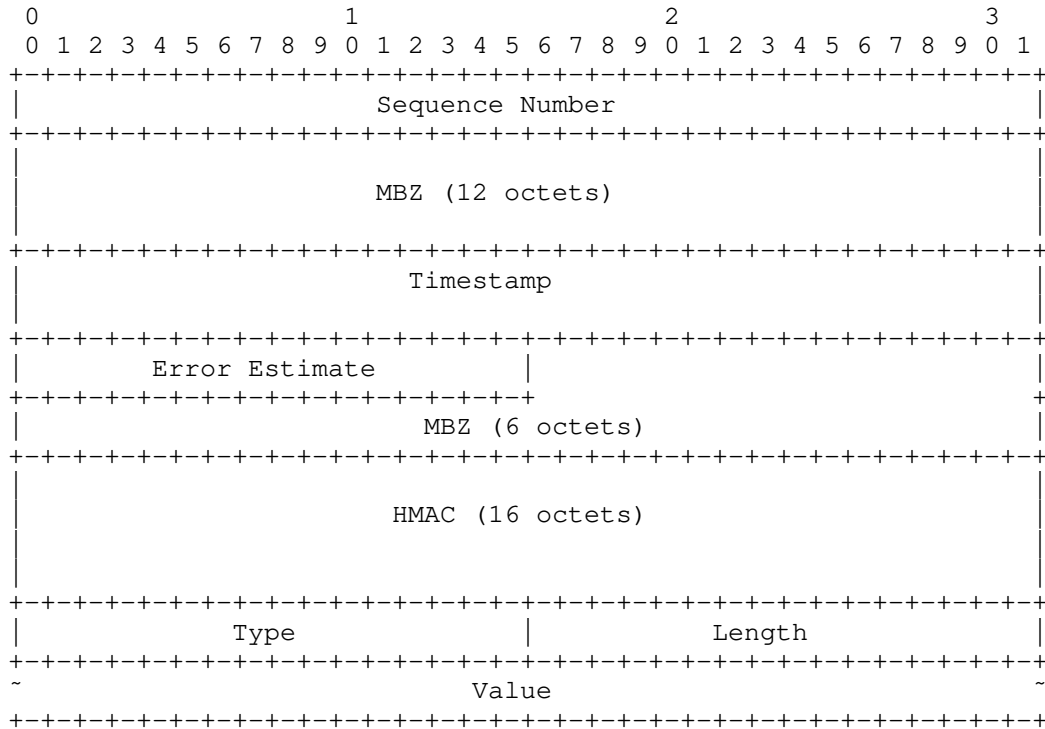 0                   1                   2                   3
 0 1 2 3 4 5 6 7 8 9 0 1 2 3 4 5 6 7 8 9 0 1 2 3 4 5 6 7 8 9 0 1
+-+-+-+-+-+-+-+-+-+-+-+-+-+-+-+-+-+-+-+-+-+-+-+-+-+-+-+-+-+-+-+-+
|                      Sequence Number                          |
+-+-+-+-+-+-+-+-+-+-+-+-+-+-+-+-+-+-+-+-+-+-+-+-+-+-+-+-+-+-+-+-+
|                                                               |
|                      MBZ (12 octets)                          |
|                                                               |
+-+-+-+-+-+-+-+-+-+-+-+-+-+-+-+-+-+-+-+-+-+-+-+-+-+-+-+-+-+-+-+-+
|                        Timestamp                              |
|                                                               |
+-+-+-+-+-+-+-+-+-+-+-+-+-+-+-+-+-+-+-+-+-+-+-+-+-+-+-+-+-+-+-+-+
|        Error Estimate         |                               |
+-+-+-+-+-+-+-+-+-+-+-+-+-+-+-+-+                               +
|                         MBZ (6 octets)                        |
+-+-+-+-+-+-+-+-+-+-+-+-+-+-+-+-+-+-+-+-+-+-+-+-+-+-+-+-+-+-+-+-+
|                                                               |
|                       HMAC (16 octets)                        |
|                                                               |
|                                                               |
+-+-+-+-+-+-+-+-+-+-+-+-+-+-+-+-+-+-+-+-+-+-+-+-+-+-+-+-+-+-+-+-+
|             Type              |           Length              |
+-+-+-+-+-+-+-+-+-+-+-+-+-+-+-+-+-+-+-+-+-+-+-+-+-+-+-+-+-+-+-+-+
~                            Value                              ~
+-+-+-+-+-+-+-+-+-+-+-+-+-+-+-+-+-+-+-+-+-+-+-+-+-+-+-+-+-+-+-+-+